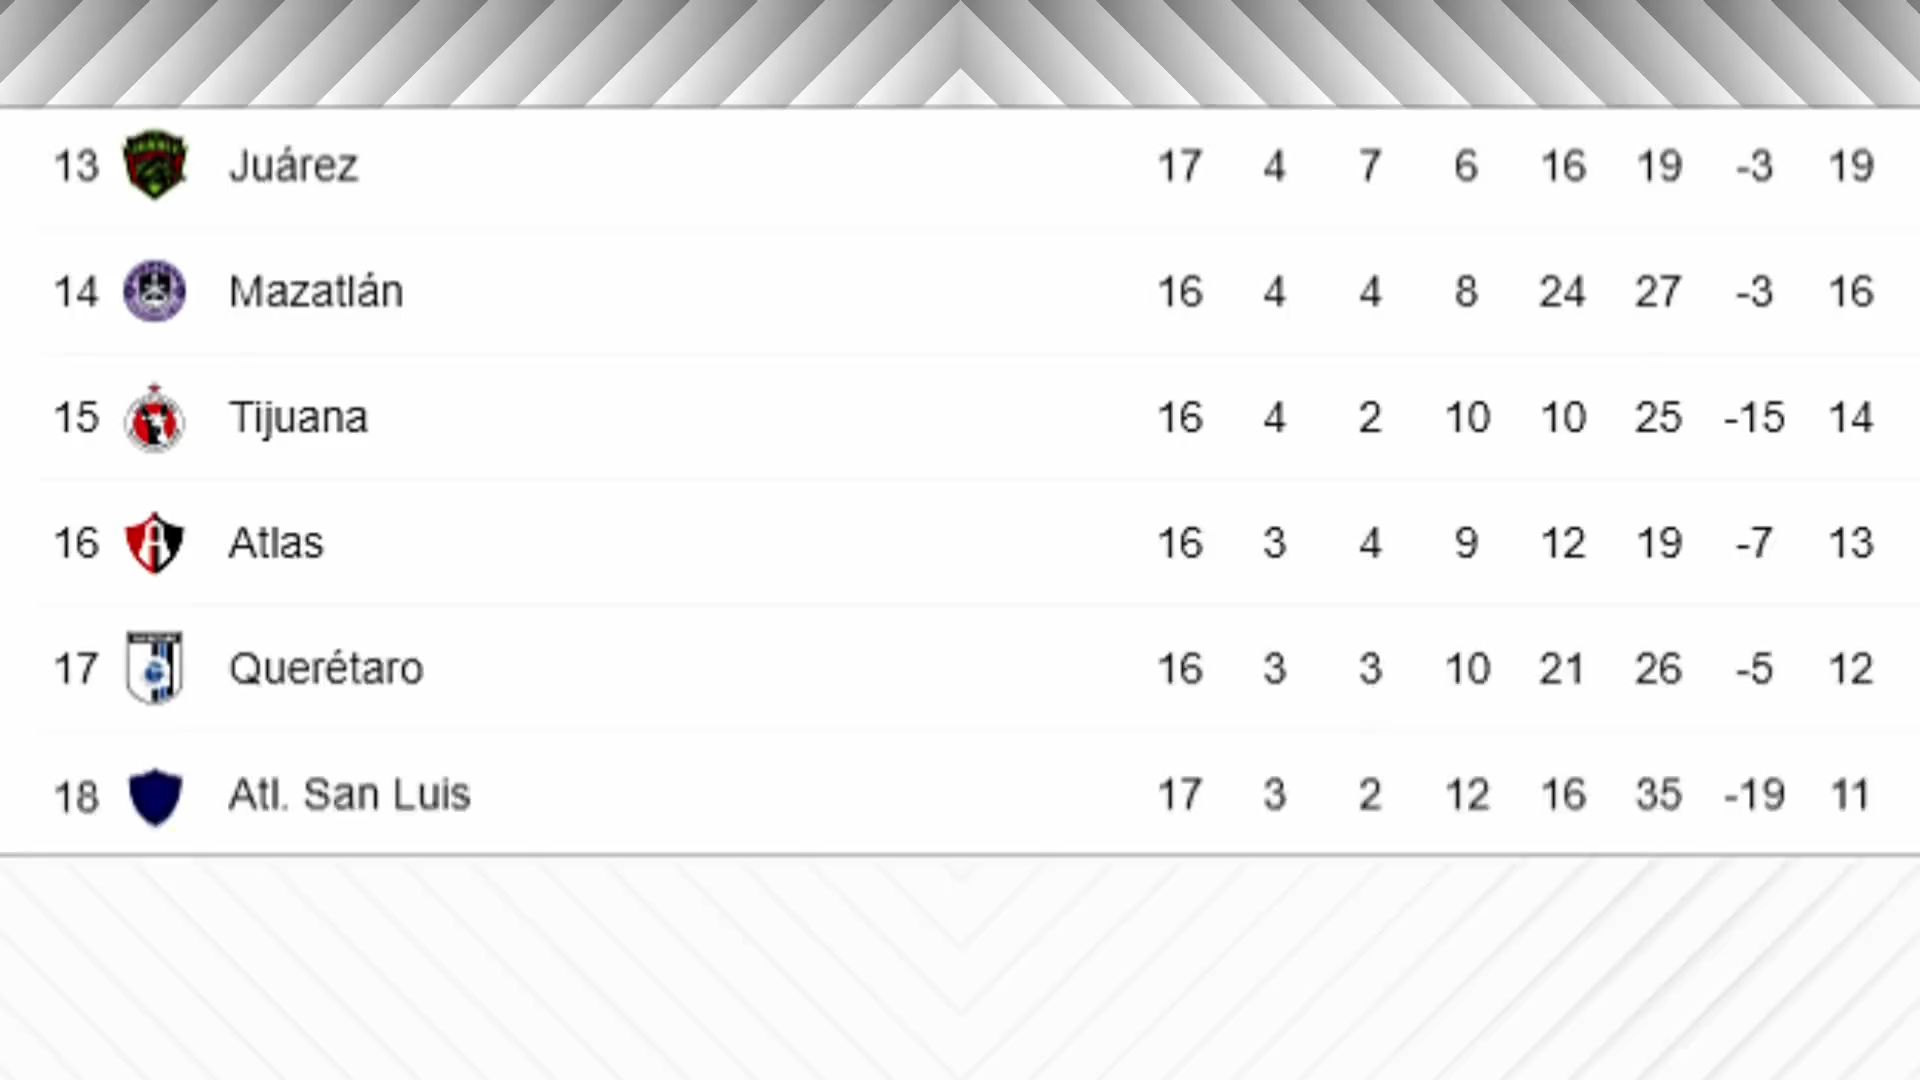 13 Juárez 17 4 7 6 16 19 -3 19
14 Mazatlán 16 4 4 8 24 27 -3 16
15 Tijuana 16 4 2 10 10 25 -15 14
16 Atlas 16 3 4 9 12 19 -7 13
17 Querétaro 16 3 3 10 21 26 -5 12
18 Atl. San Luis 17 3 2 12 16 35 -19 11